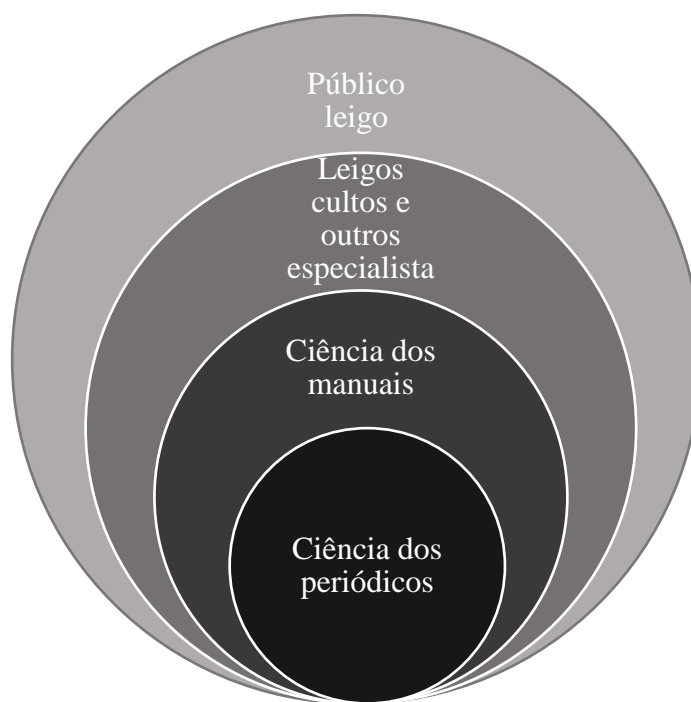 Público
leigo
Leigos
cultos e
outros
especialista
Ciência dos
manuais
Ciência dos
periódicos